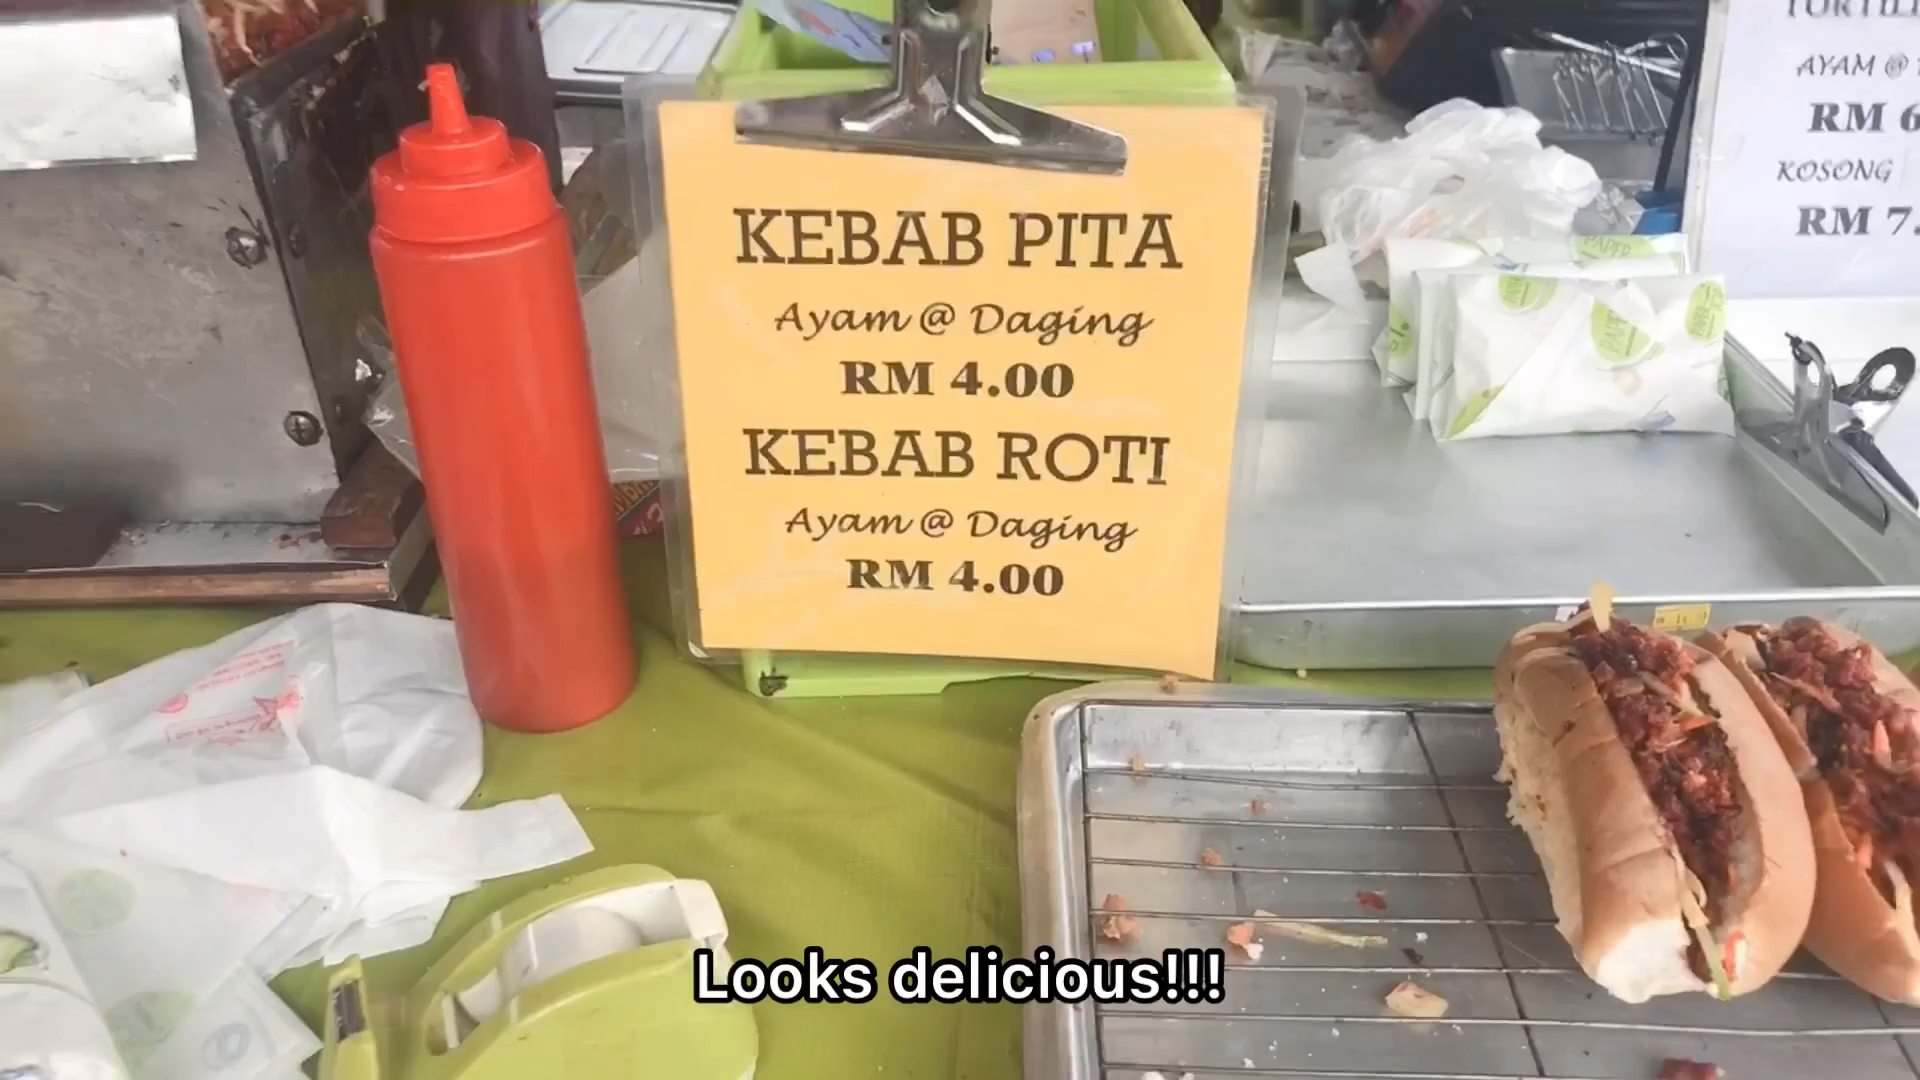 KEBAB PITA
Ayam @ Daging
RM 4.00
KEBAB ROTI
Ayam @ Daging
RM 4.00
AYAM @
RM 6
KOSONG
RM 7.
Looks delicious!!!